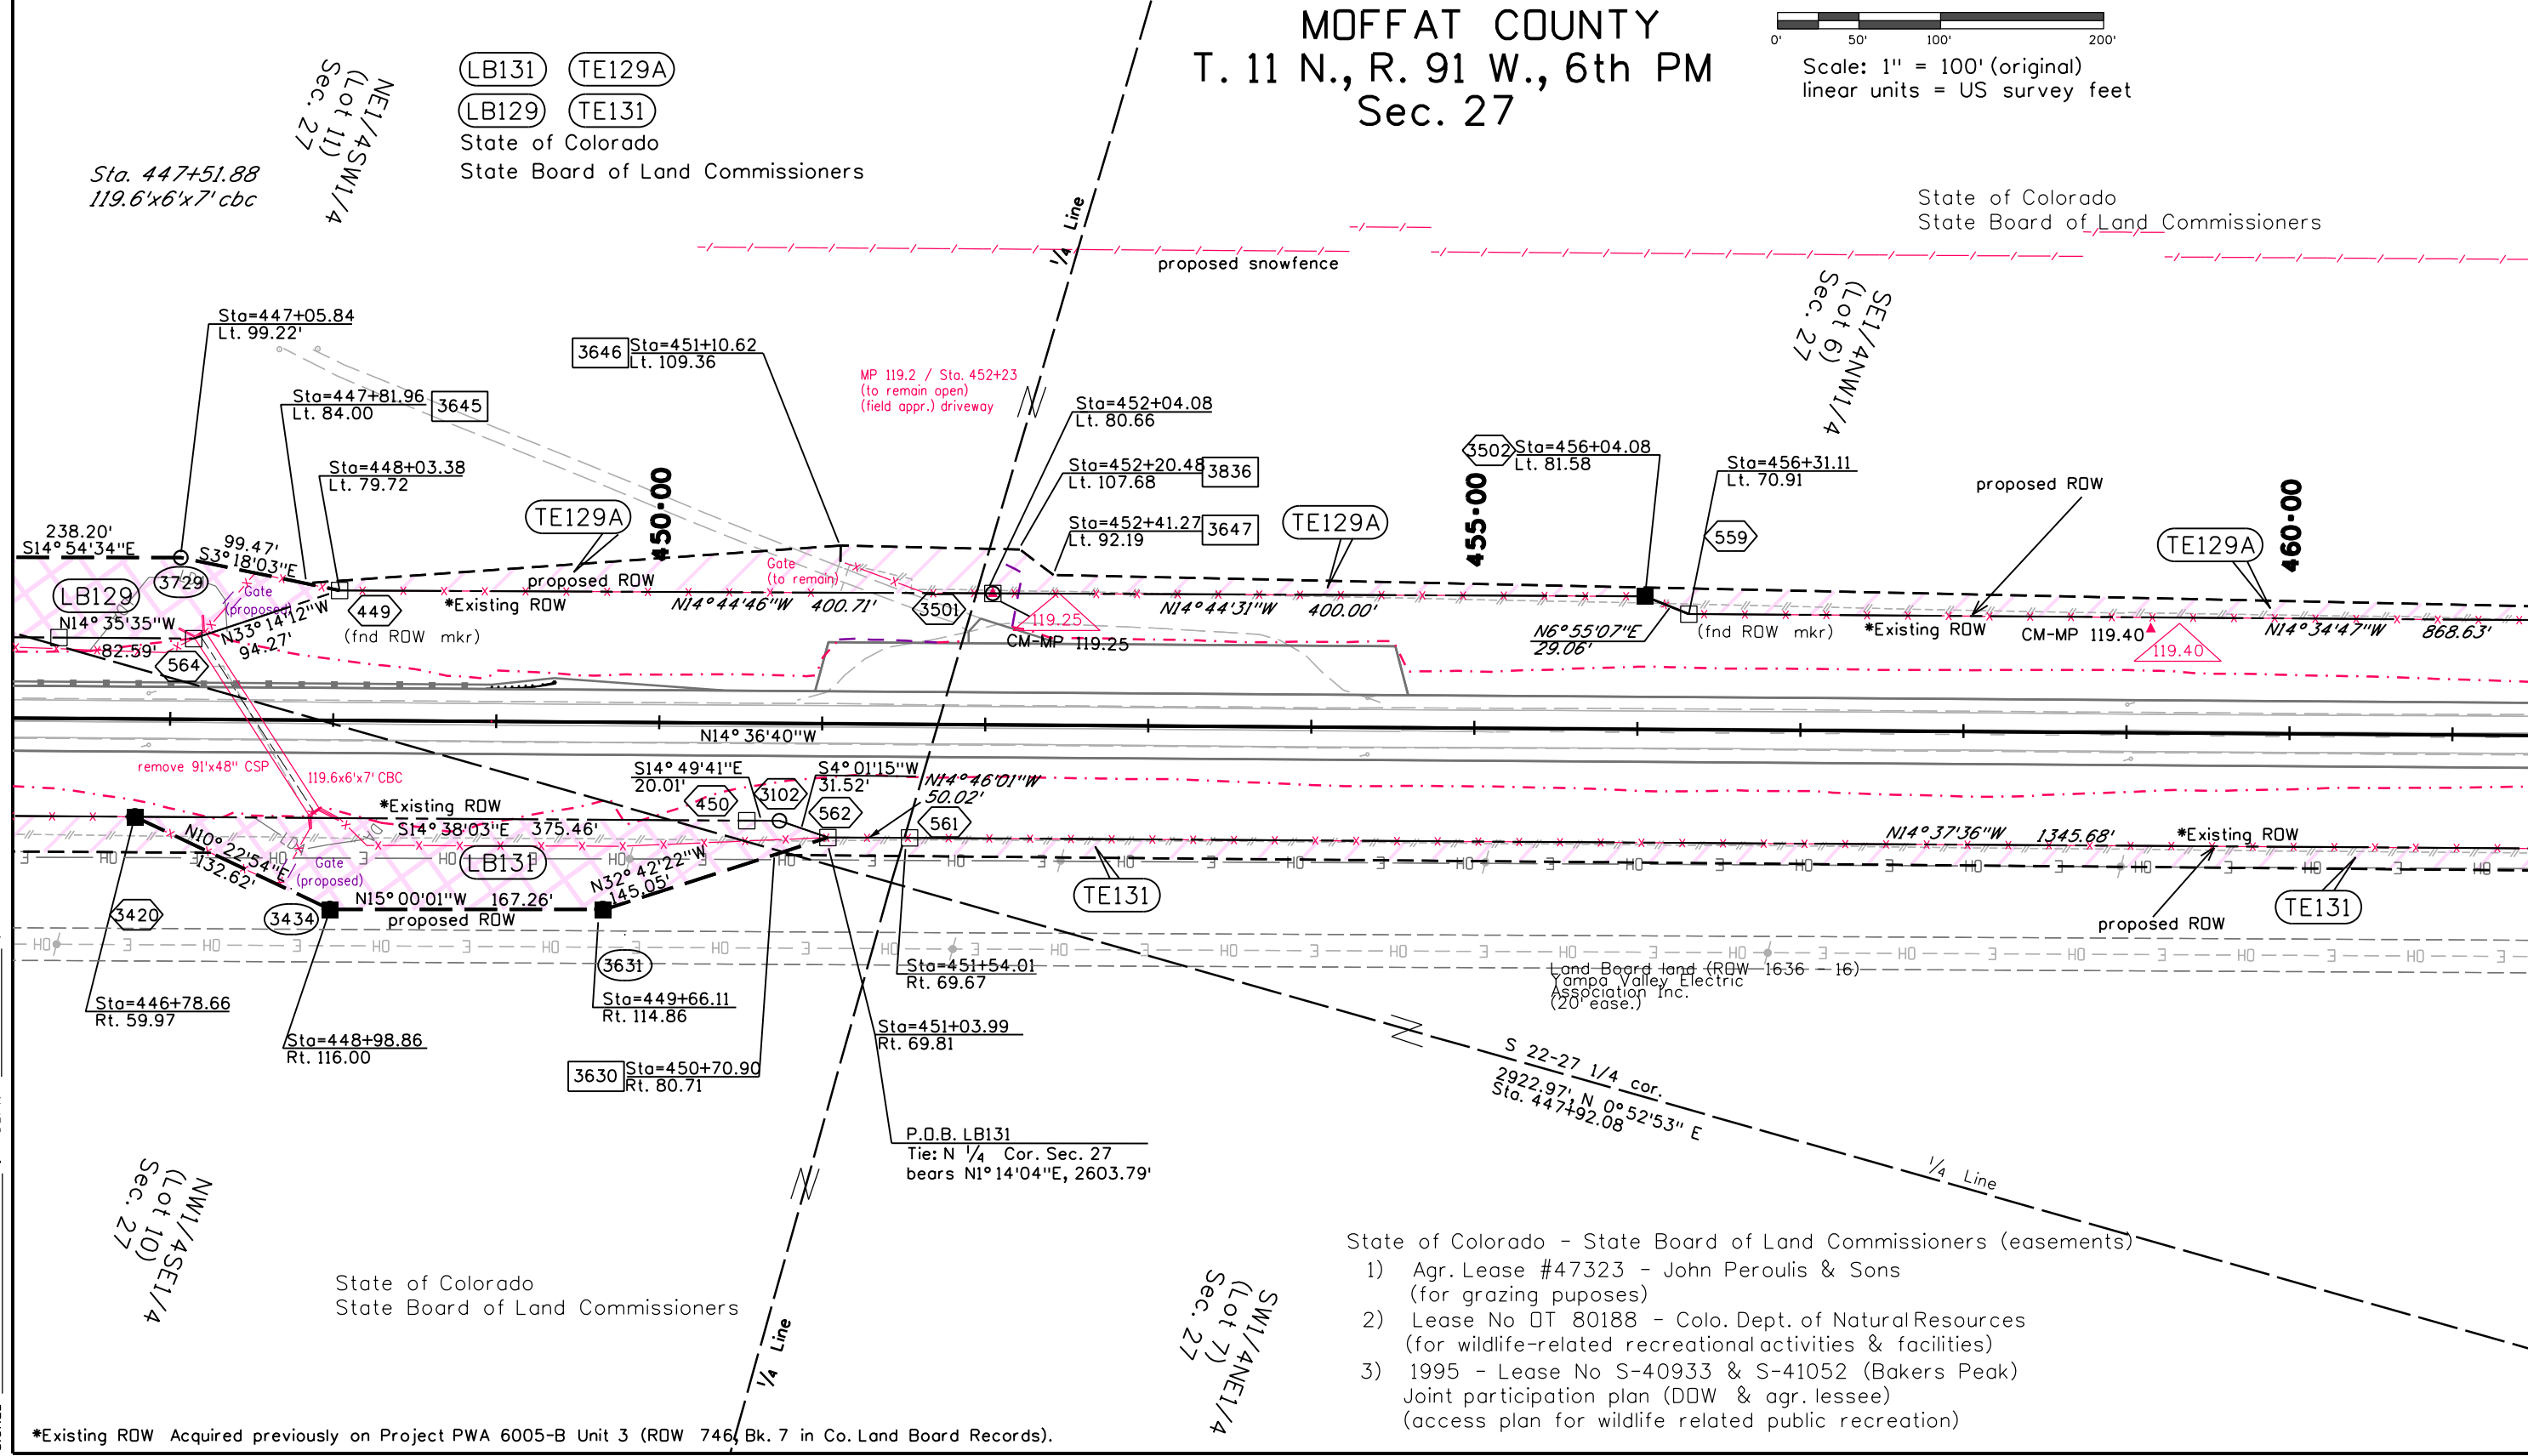 MOFFAT COUNTY
T. 11 N., R. 91 W., 6th PM
Sec. 27
0' 50' 100' 200'
Scale: 1" = 100' (original)
linear units = US survey feet
NE1/4SW1/4
(Lot 11)
Sec. 27
LB131 TE129A
LB129 TE131
State of Colorado
State Board of Land Commissioners
Sta. 447+51.88
119.6'x6'x7' cbc
1/4 Line
State of Colorado
State Board of Land Commissioners
proposed snowfence
SE1/4NW1/4
(Lot 6)
Sec. 27
Sta=447+05.84
Lt. 99.22'
3646
Sta=451+10.62
Lt. 109.36
MP 119.2 / Sta. 452+23
(to remain open)
(field appr.) driveway
Sta=447+81.96
Lt. 84.00
3645
Sta=452+04.08
Lt. 80.66
Sta=448+03.38
Lt. 79.72
Sta=452+20.48
Lt. 107.68
3836
3502
Sta=456+04.08
Lt. 81.58
Sta=456+31.11
Lt. 70.91
Sta=452+41.27
Lt. 92.19
3647
450+00
455+00
460+00
proposed ROW
TE129A
TE129A
TE129A
559
238.20'
S14°54'34"E
99.47'
S3°18'03"E
3729
LB129
Gate
(proposed)
N33°14'12"W
94.27'
N14°35'35"W
82.59'
564
449
(fnd ROW mkr)
proposed ROW
*Existing ROW
N14°44'46"W 400.71'
Gate
(to remain)
3501
119.25
CM-MP 119.25
N14°44'31"W 400.00'
N6°55'07"E
29.06'
(fnd ROW mkr)
*Existing ROW
CM-MP 119.40
119.40
N14°34'47"W 868.63'
N14°36'40"W
remove 91'x48" CSP
119.6x6'x7' CBC
*Existing ROW
S14°38'03"E 375.46'
S14°49'41"E
20.01'
450
3102
S4°01'15"W
31.52'
562
N14°46'01"W
50.02'
561
N14°37'36"W 1345.68'
*Existing ROW
N10°22'54"E
132.62'
Gate
(proposed)
LB131
N32°42'22"W
145.05'
N15°00'01"W 167.26'
proposed ROW
3420
3434
3631
TE131
TE131
proposed ROW
OH E OH E OH E OH E
Sta=446+78.66
Rt. 59.97
Sta=448+98.86
Rt. 116.00
Sta=449+66.11
Rt. 114.86
3630
Sta=450+70.90
Rt. 80.71
Sta=451+54.01
Rt. 69.67
Sta=451+03.99
Rt. 69.81
Land Board land (ROW 1636 - 16)
Yampa Valley Electric
Association Inc.
(20' ease.)
S 22-27 1/4 cor.
2922.97', N 0°52'53" E
Sta. 447+92.08
1/4 Line
P.O.B. LB131
Tie: N 1/4 Cor. Sec. 27
bears N1°14'04"E, 2603.79'
NW1/4SE1/4
(Lot 10)
Sec. 27
State of Colorado
State Board of Land Commissioners
1/4 Line
SW1/4NE1/4
(Lot 7)
Sec. 27
State of Colorado - State Board of Land Commissioners (easements)
1) Agr. Lease #47323 - John Peroulis & Sons
(for grazing puposes)
2) Lease No OT 80188 - Colo. Dept. of Natural Resources
(for wildlife-related recreational activities & facilities)
3) 1995 - Lease No S-40933 & S-41052 (Bakers Peak)
Joint participation plan (DOW & agr. lessee)
(access plan for wildlife related public recreation)
*Existing ROW Acquired previously on Project PWA 6005-B Unit 3 (ROW 746, Bk. 7 in Co. Land Board Records).